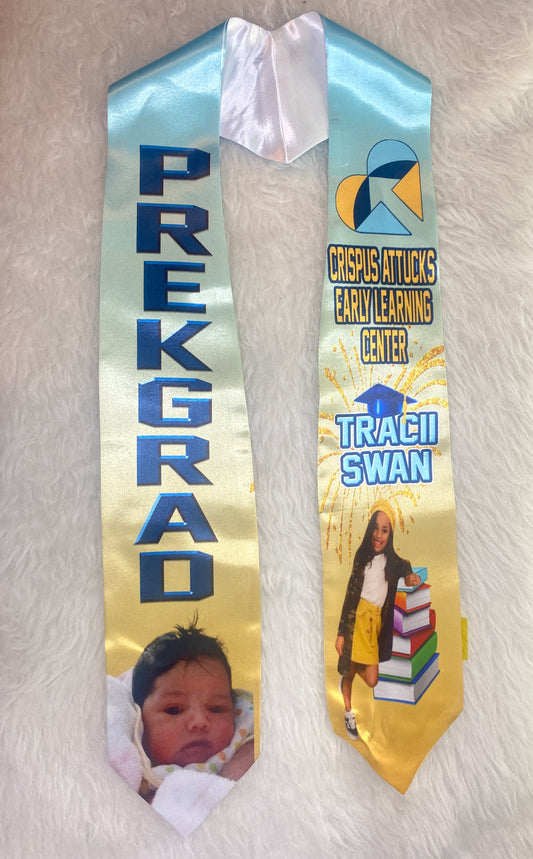 PREKGRAD
CRISPUS ATTUCKS
EARLY LEARNING
CENTER
TRACII
SWAN